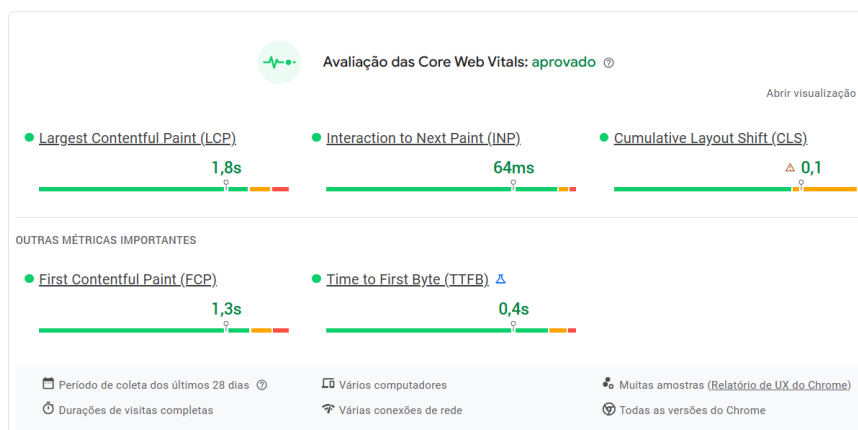 Avaliação das Core Web Vitals: aprovado
Abrir visualização
Largest Contentful Paint (LCP)
Interaction to Next Paint (INP)
Cumulative Layout Shift (CLS)
1,8s
64ms
0,1
OUTRAS MÉTRICAS IMPORTANTES
First Contentful Paint (FCP)
Time to First Byte (TTFB)
1,3s
0,4s
Período de coleta dos últimos 28 dias
Vários computadores
Muitas amostras (Relatório de UX do Chrome)
Durações de visitas completas
Várias conexões de rede
Todas as versões do Chrome